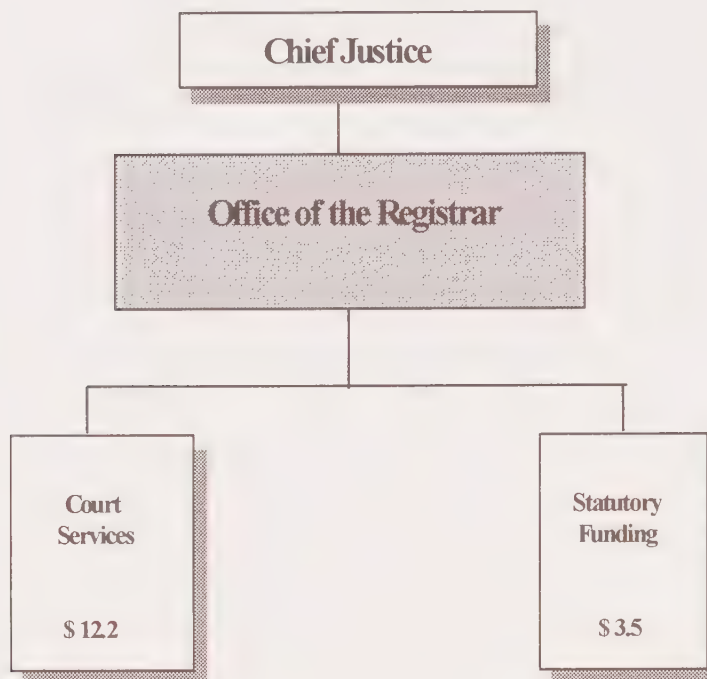 Chief Justice
Office of the Registrar
Court
Services
$ 12.2
Statutory
Funding
$ 3.5